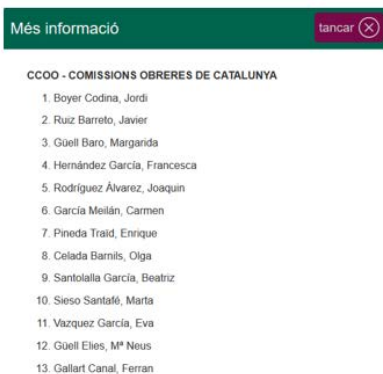 Més informació
tancar
CCOO - COMISSIONS OBRERES DE CATALUNYA
1. Boyer Codina, Jordi
2. Ruiz Barreto, Javier
3. Güell Baro, Margarida
4. Hernández García, Francesca
5. Rodríguez Álvarez, Joaquin
6. García Meilán, Carmen
7. Pineda Traid, Enrique
8. Celada Barnils, Olga
9. Santolalla García, Beatriz
10. Sieso Santafé, Marta
11. Vazquez García, Eva
12. Güell Elies, Mª Neus
13. Gallart Canal, Ferran